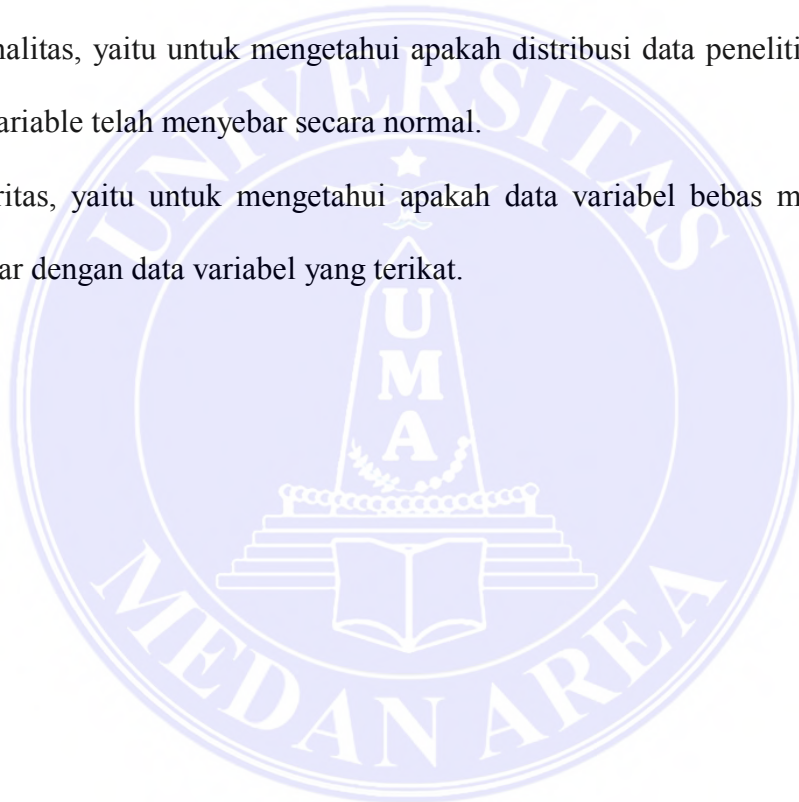 nalitas, yaitu untuk mengetahui apakah distribusi data peneliti
ariable telah menyebar secara normal.
ritas, yaitu untuk mengetahui apakah data variabel bebas m
ar dengan data variabel yang terikat.
UNIVERSITAS
U
M
A
MEDAN AREA